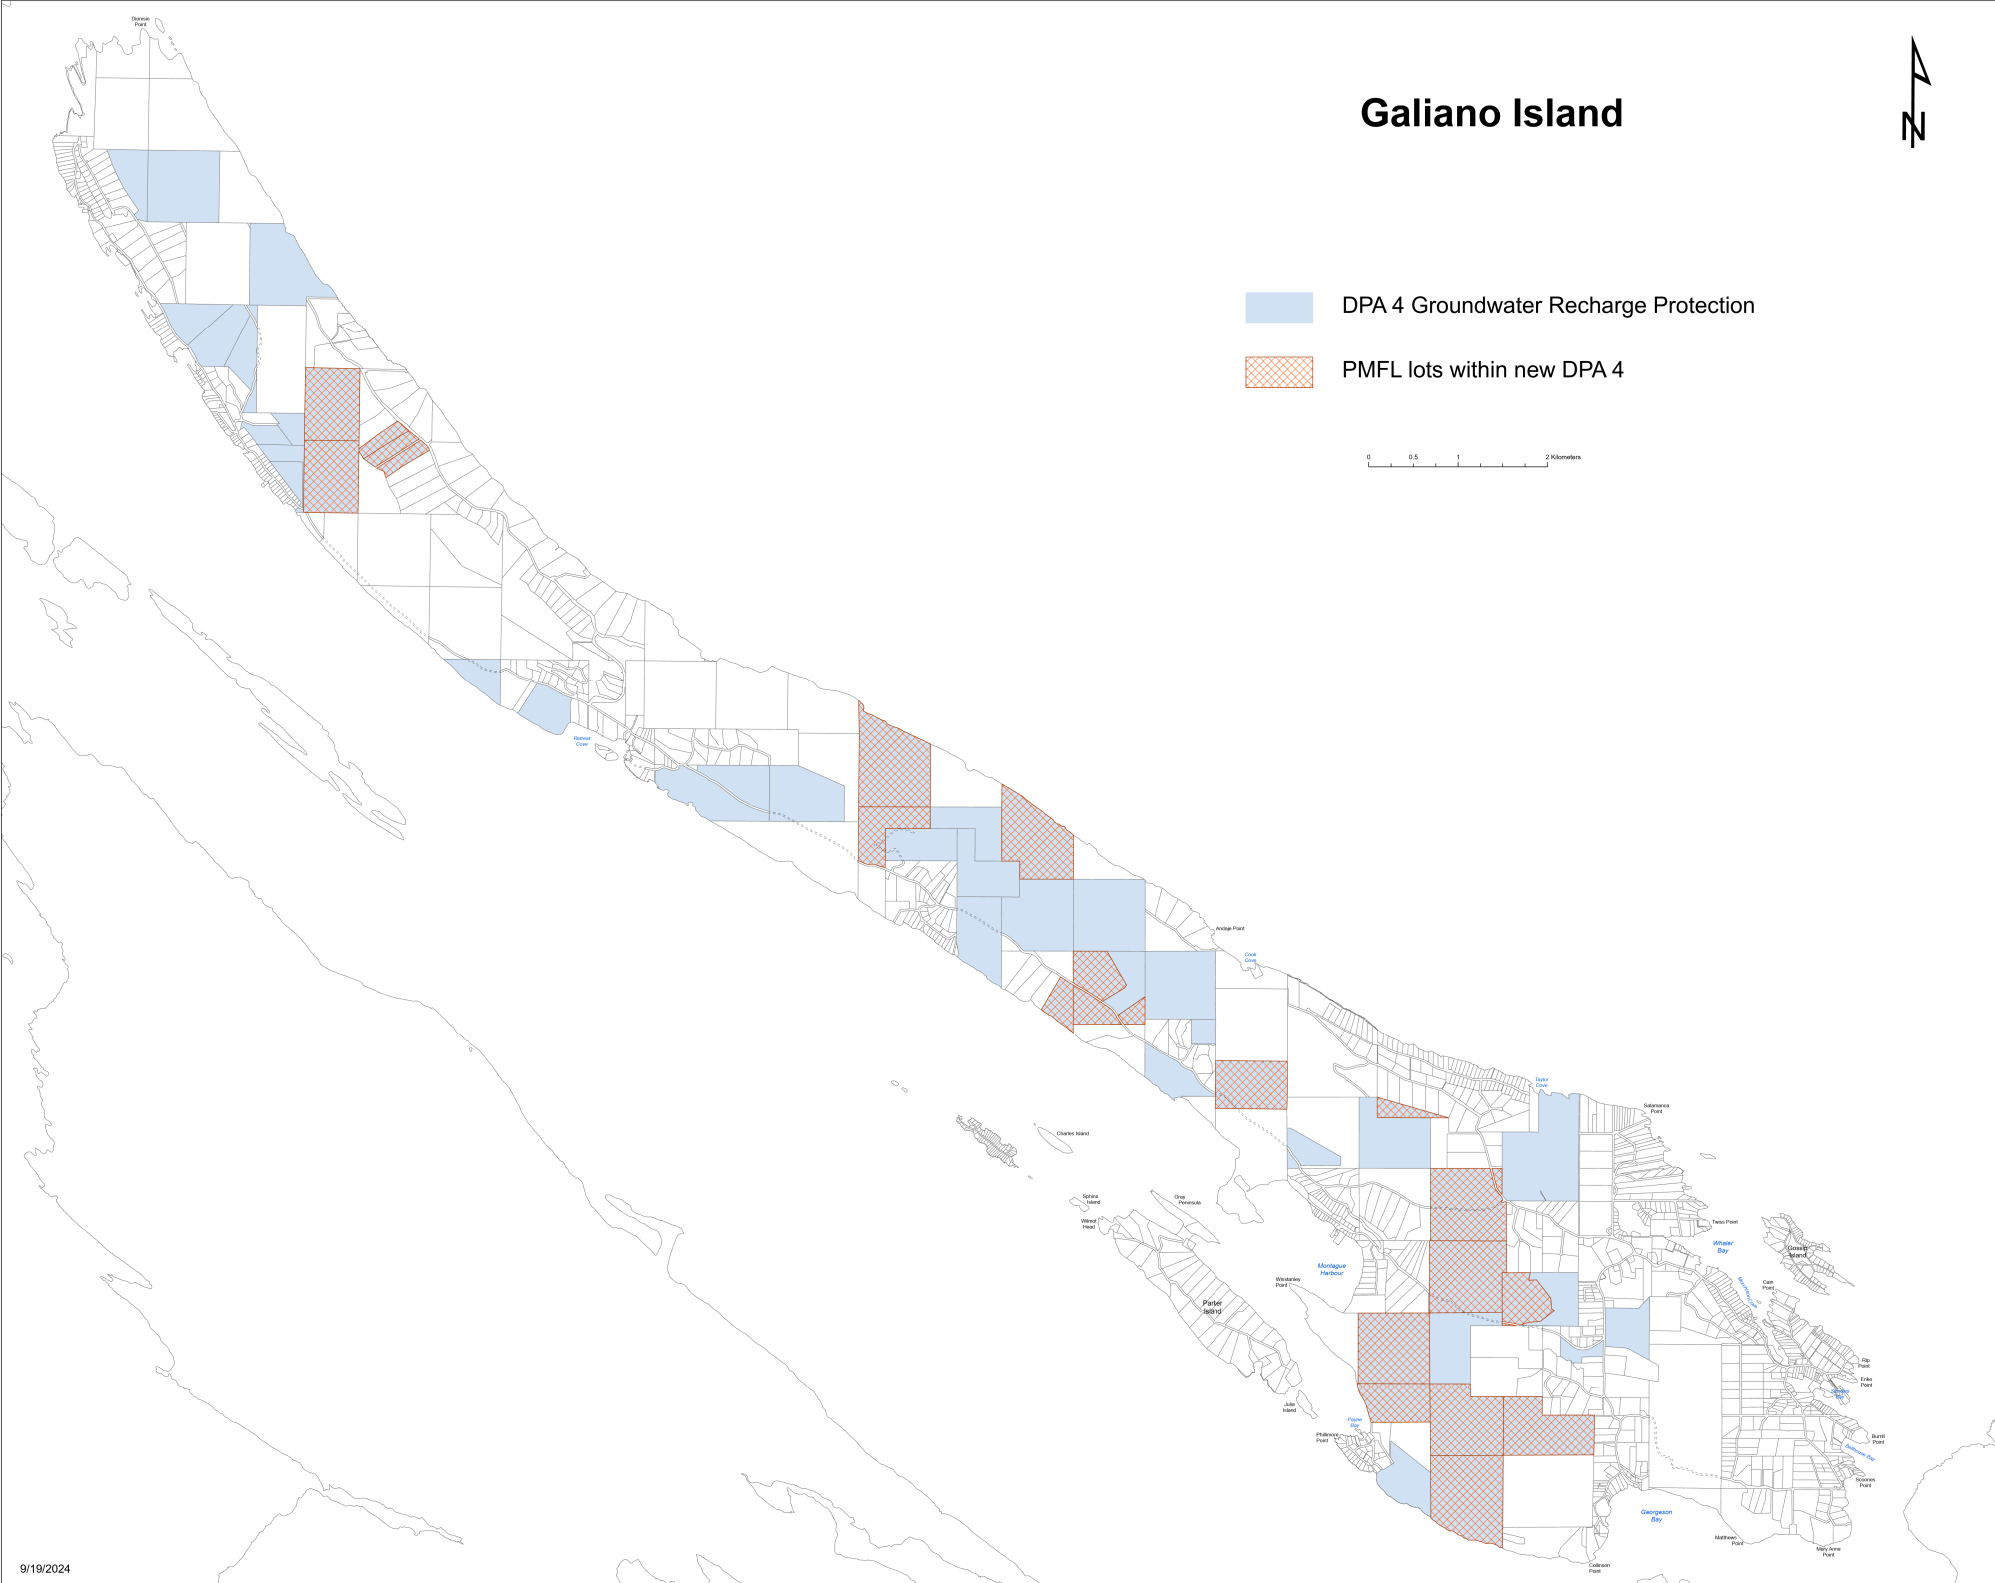 Dionisio
Point
Galiano Island
N
DPA 4 Groundwater Recharge Protection
PMFL lots within new DPA 4
0 0.5 1 2 Kilometers
Retreat
Cove
Andaje Point
Cook
Cove
Taylor
Cove
Salamanca
Point
Charles Island
Sphinx
Island
Gray
Peninsula
Wilmot
Head
Twiss Point
Whaler
Bay
Gossip
Island
Montague
Harbour
Winstanley
Point
Cain
Point
Parker
Island
Rip
Point
Enke
Point
Julia
Island
Payne
Bay
Phillimore
Point
Burrill
Point
Bellhouse Bay
Scoones
Point
Georgeson
Bay
Matthews
Point
Mary Anne
Point
Collinson
Point
9/19/2024